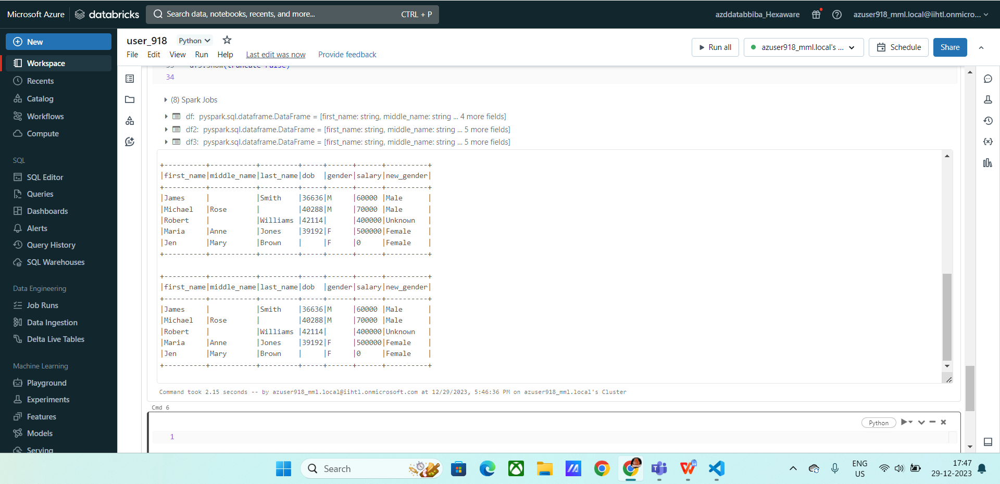 Microsoft Azure databricks Search data, notebooks, recents, and more... CTRL + P azddatabbiba_Hexaware azuser918_mml.local@iihtl.onmicro...
New
Workspace
Recents
Catalog
Workflows
Compute
SQL
SQL Editor
Queries
Dashboards
Alerts
Query History
SQL Warehouses
Data Engineering
Job Runs
Data Ingestion
Delta Live Tables
Machine Learning
Playground
Experiments
Features
Models
Serving
user_918 Python
File Edit View Run Help Last edit was now Provide feedback
Run all azuser918_mml.local's ... Schedule Share
34
(8) Spark Jobs
df: pyspark.sql.dataframe.DataFrame = [first_name: string, middle_name: string ... 4 more fields]
df2: pyspark.sql.dataframe.DataFrame = [first_name: string, middle_name: string ... 5 more fields]
df3: pyspark.sql.dataframe.DataFrame = [first_name: string, middle_name: string ... 5 more fields]
+----------+-----------+---------+-----+------+------+----------+
|first_name|middle_name|last_name|dob  |gender|salary|new_gender|
+----------+-----------+---------+-----+------+------+----------+
|James     |           |Smith    |36636|M     |60000 |Male      |
|Michael   |Rose       |         |40288|M     |70000 |Male      |
|Robert    |           |Williams |42114|      |400000|Unknown   |
|Maria     |Anne       |Jones    |39192|F     |500000|Female    |
|Jen       |Mary       |Brown    |     |F     |0     |Female    |
+----------+-----------+---------+-----+------+------+----------+
+----------+-----------+---------+-----+------+------+----------+
|first_name|middle_name|last_name|dob  |gender|salary|new_gender|
+----------+-----------+---------+-----+------+------+----------+
|James     |           |Smith    |36636|M     |60000 |Male      |
|Michael   |Rose       |         |40288|M     |70000 |Male      |
|Robert    |           |Williams |42114|      |400000|Unknown   |
|Maria     |Anne       |Jones    |39192|F     |500000|Female    |
|Jen       |Mary       |Brown    |     |F     |0     |Female    |
+----------+-----------+---------+-----+------+------+----------+
Command took 2.15 seconds -- by azuser918_mml.local@iihtl.onmicrosoft.com at 12/29/2023, 5:46:36 PM on azuser918_mml.local's Cluster
Cmd 6
Python
1
Search
ENG
US
17:47
29-12-2023